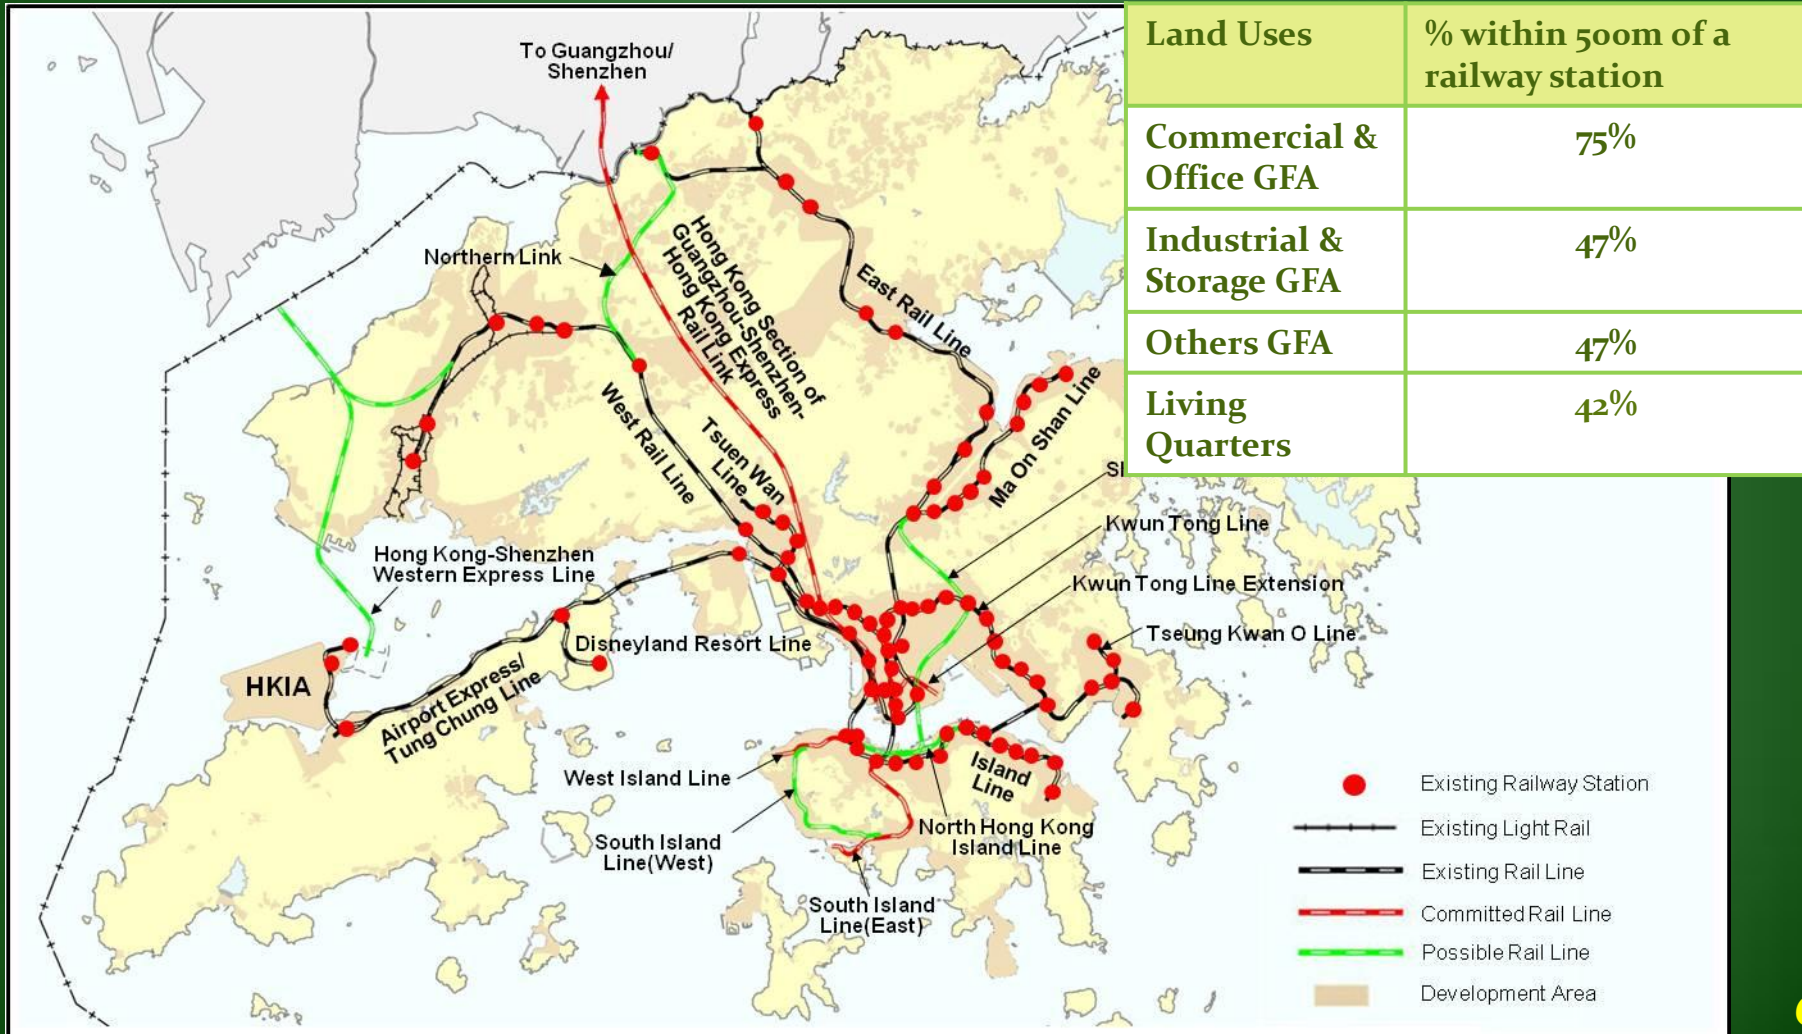 To Guangzhou/
Shenzhen
Land Uses
% within 500m of a
railway station
Commercial &
Office GFA
75%
Industrial &
Storage GFA
47%
Others GFA
47%
Living
Quarters
42%
Northern Link
Hong Kong Section of
Guangzhou-Shenzhen-
Hong Kong Express
Rail Link
East Rail Line
West Rail Line
Tsuen Wan
Line
Ma On Shan Line
Kwun Tong Line
Kwun Tong Line Extension
Tseung Kwan O Line
Hong Kong-Shenzhen
Western Express Line
Disneyland Resort Line
HKIA
Airport Express/
Tung Chung Line
West Island Line
South Island
Line(West)
South Island
Line(East)
North Hong Kong
Island Line
Island
Line
Existing Railway Station
Existing Light Rail
Existing Rail Line
Committed Rail Line
Possible Rail Line
Development Area